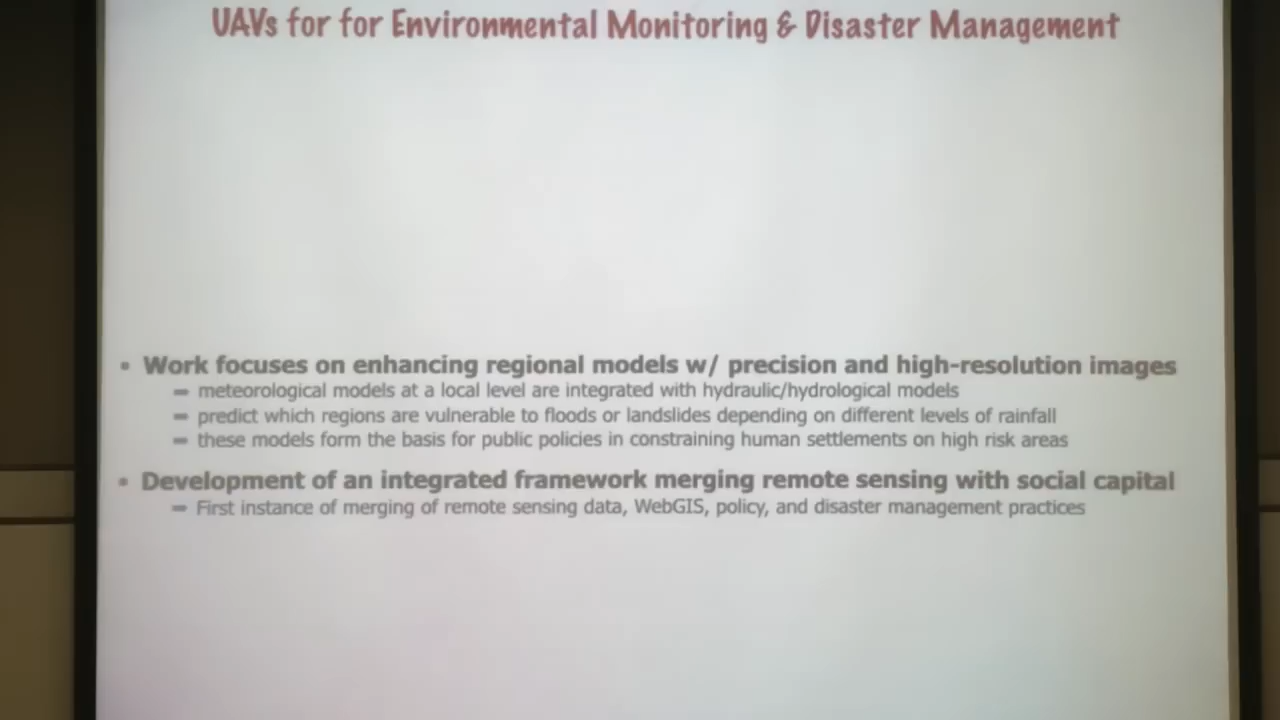 UAVs for for Environmental Monitoring & Disaster Management
• Work focuses on enhancing regional models w/ precision and high-resolution images
– meteorological models at a local level are integrated with hydraulic/hydrological models
– predict which regions are vulnerable to floods or landslides depending on different levels of rainfall
– these models form the basis for public policies in constraining human settlements on high risk areas
• Development of an integrated framework merging remote sensing with social capital
– First instance of merging of remote sensing data, WebGIS, policy, and disaster management practices